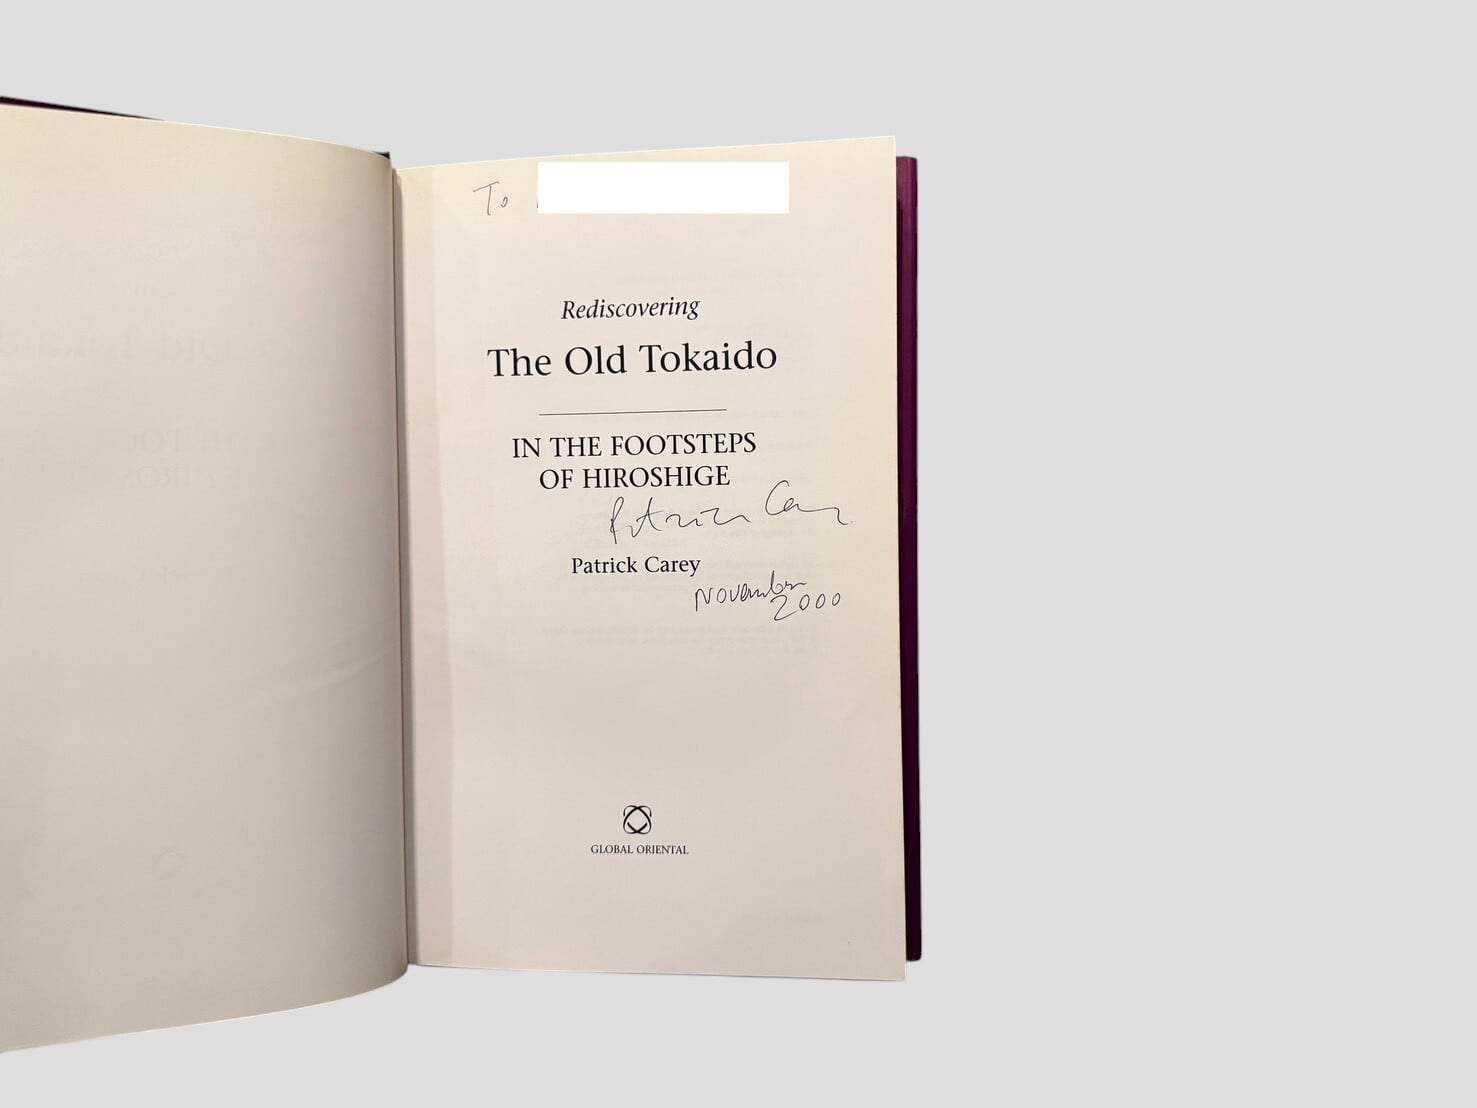 To
Rediscovering
The Old Tokaido
IN THE FOOTSTEPS
OF HIROSHIGE
Patrick Carey
Patrick Carey
November
2000
GLOBAL ORIENTAL